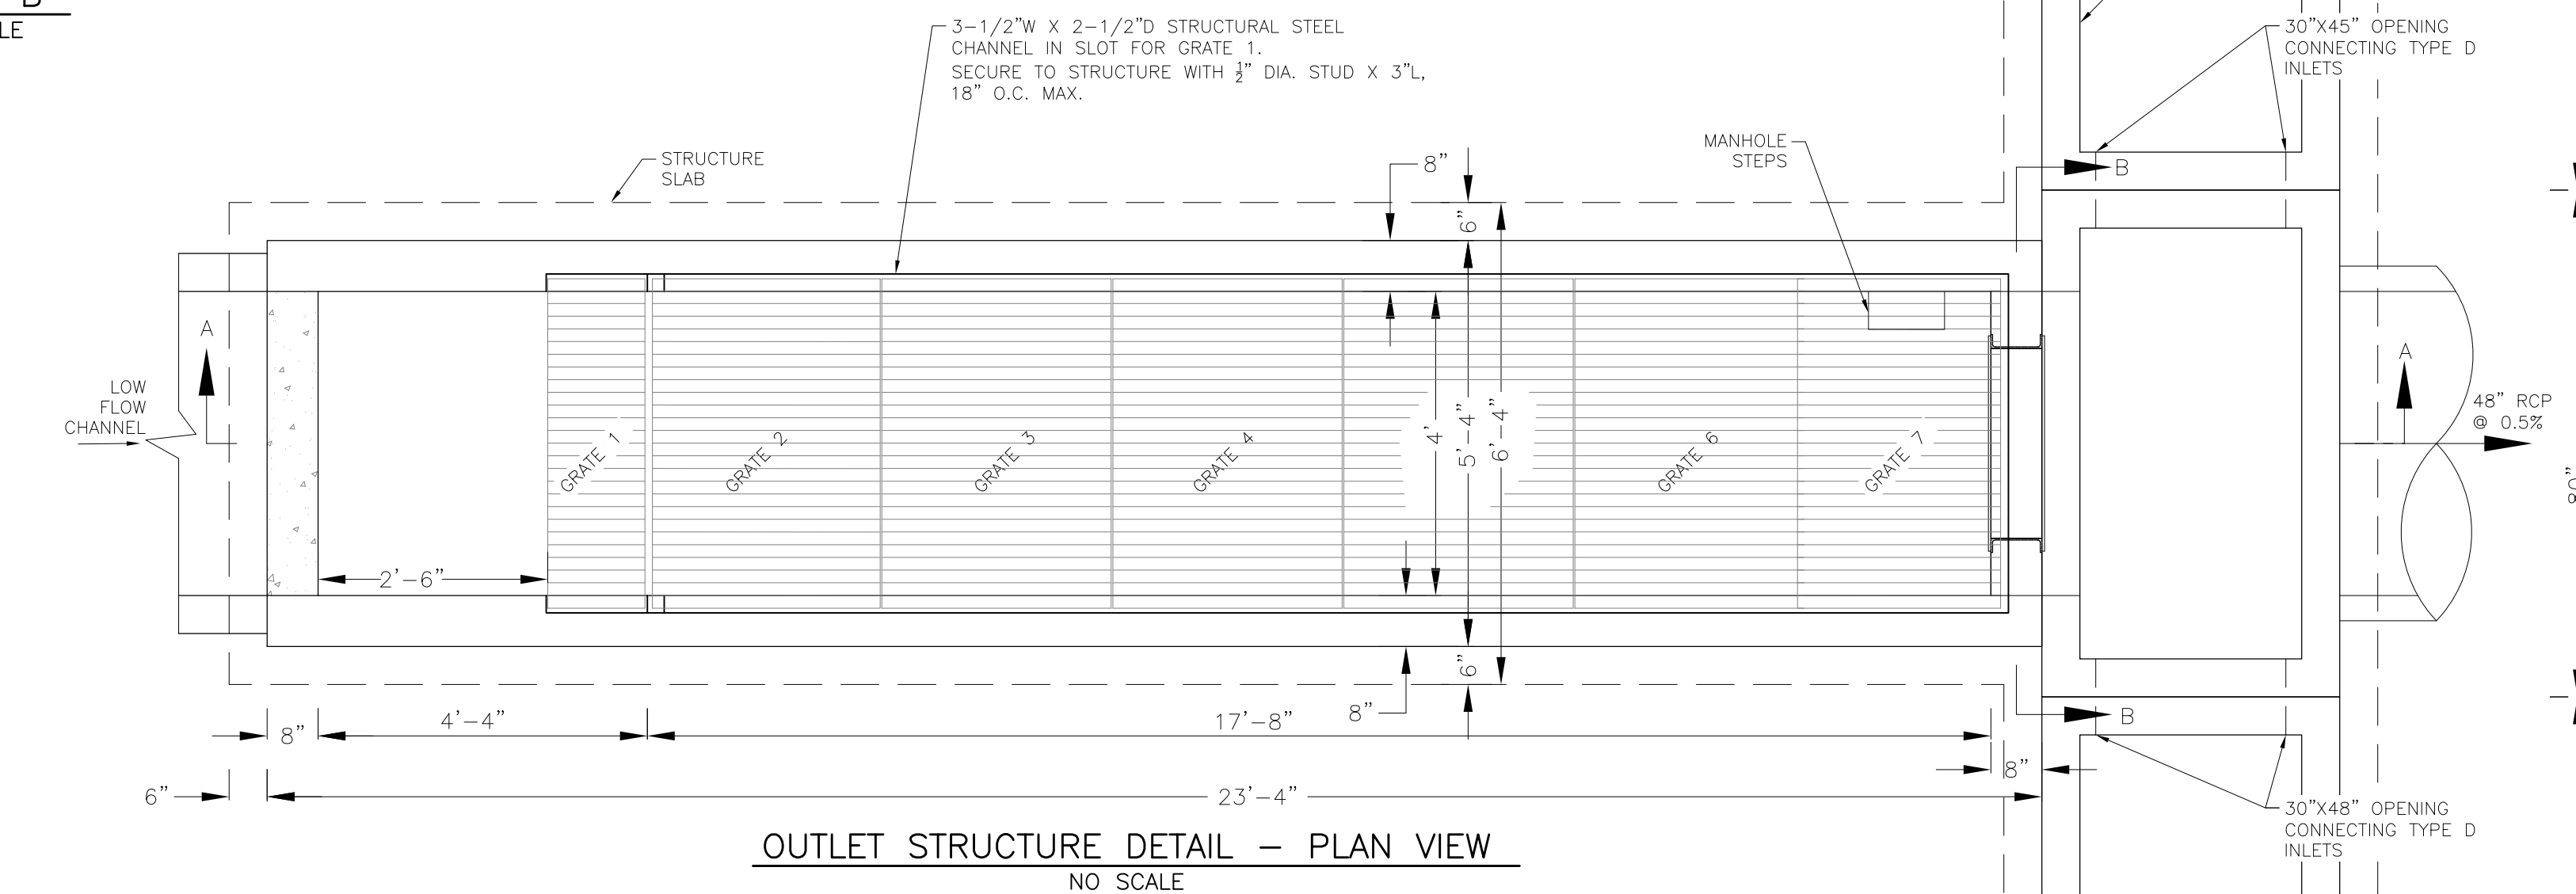 B
LE
3-1/2"W X 2-1/2"D STRUCTURAL STEEL
CHANNEL IN SLOT FOR GRATE 1.
SECURE TO STRUCTURE WITH ½" DIA. STUD X 3"L,
18" O.C. MAX.
30"X45" OPENING
CONNECTING TYPE D
INLETS
STRUCTURE
SLAB
MANHOLE
STEPS
8"
6"
B
A
A
LOW
FLOW
CHANNEL
48" RCP
@ 0.5%
GRATE 1
GRATE 2
GRATE 3
GRATE 4
4'
5'-4"
6'-4"
GRATE 6
GRATE 7
80"
2'-6"
6"
8"
B
8"
4'-4"
17'-8"
8"
6"
23'-4"
30"X48" OPENING
CONNECTING TYPE D
INLETS
OUTLET STRUCTURE DETAIL – PLAN VIEW
NO SCALE